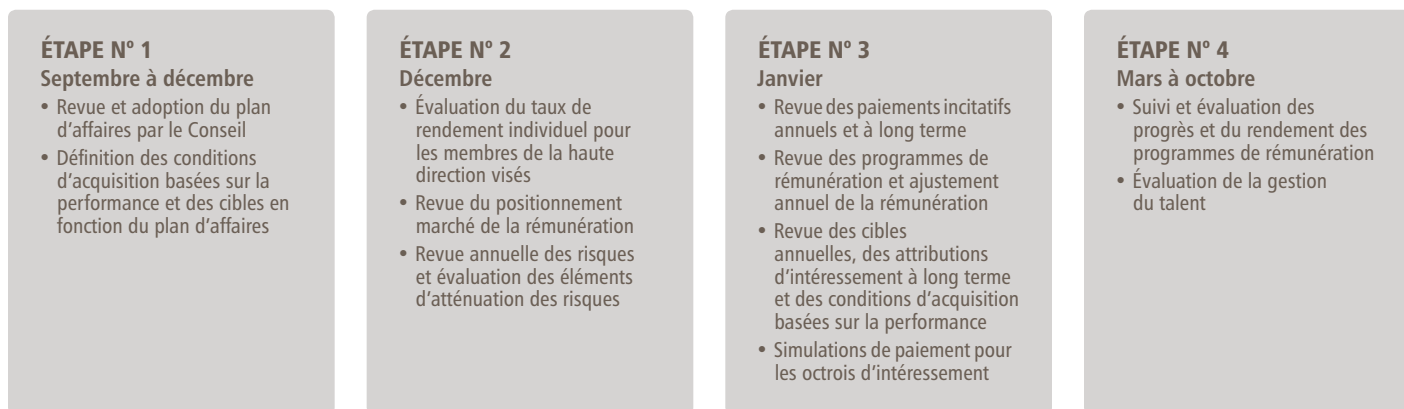 ÉTAPE Nº 1
Septembre à décembre
• Revue et adoption du plan
d'affaires par le Conseil
• Définition des conditions
d'acquisition basées sur la
performance et des cibles en
fonction du plan d'affaires
ÉTAPE Nº 2
Décembre
• Évaluation du taux de
rendement individuel pour
les membres de la haute
direction visés
• Revue du positionnement
marché de la rémunération
• Revue annuelle des risques
et évaluation des éléments
d'atténuation des risques
ÉTAPE Nº 3
Janvier
• Revue des paiements incitatifs
annuels et à long terme
• Revue des programmes de
rémunération et ajustement
annuel de la rémunération
• Revue des cibles
annuelles, des attributions
d'intéressement à long terme
et des conditions d'acquisition
basées sur la performance
• Simulations de paiement pour
les octrois d'intéressement
ÉTAPE Nº 4
Mars à octobre
• Suivi et évaluation des
progrès et du rendement des
programmes de rémunération
• Évaluation de la gestion
du talent